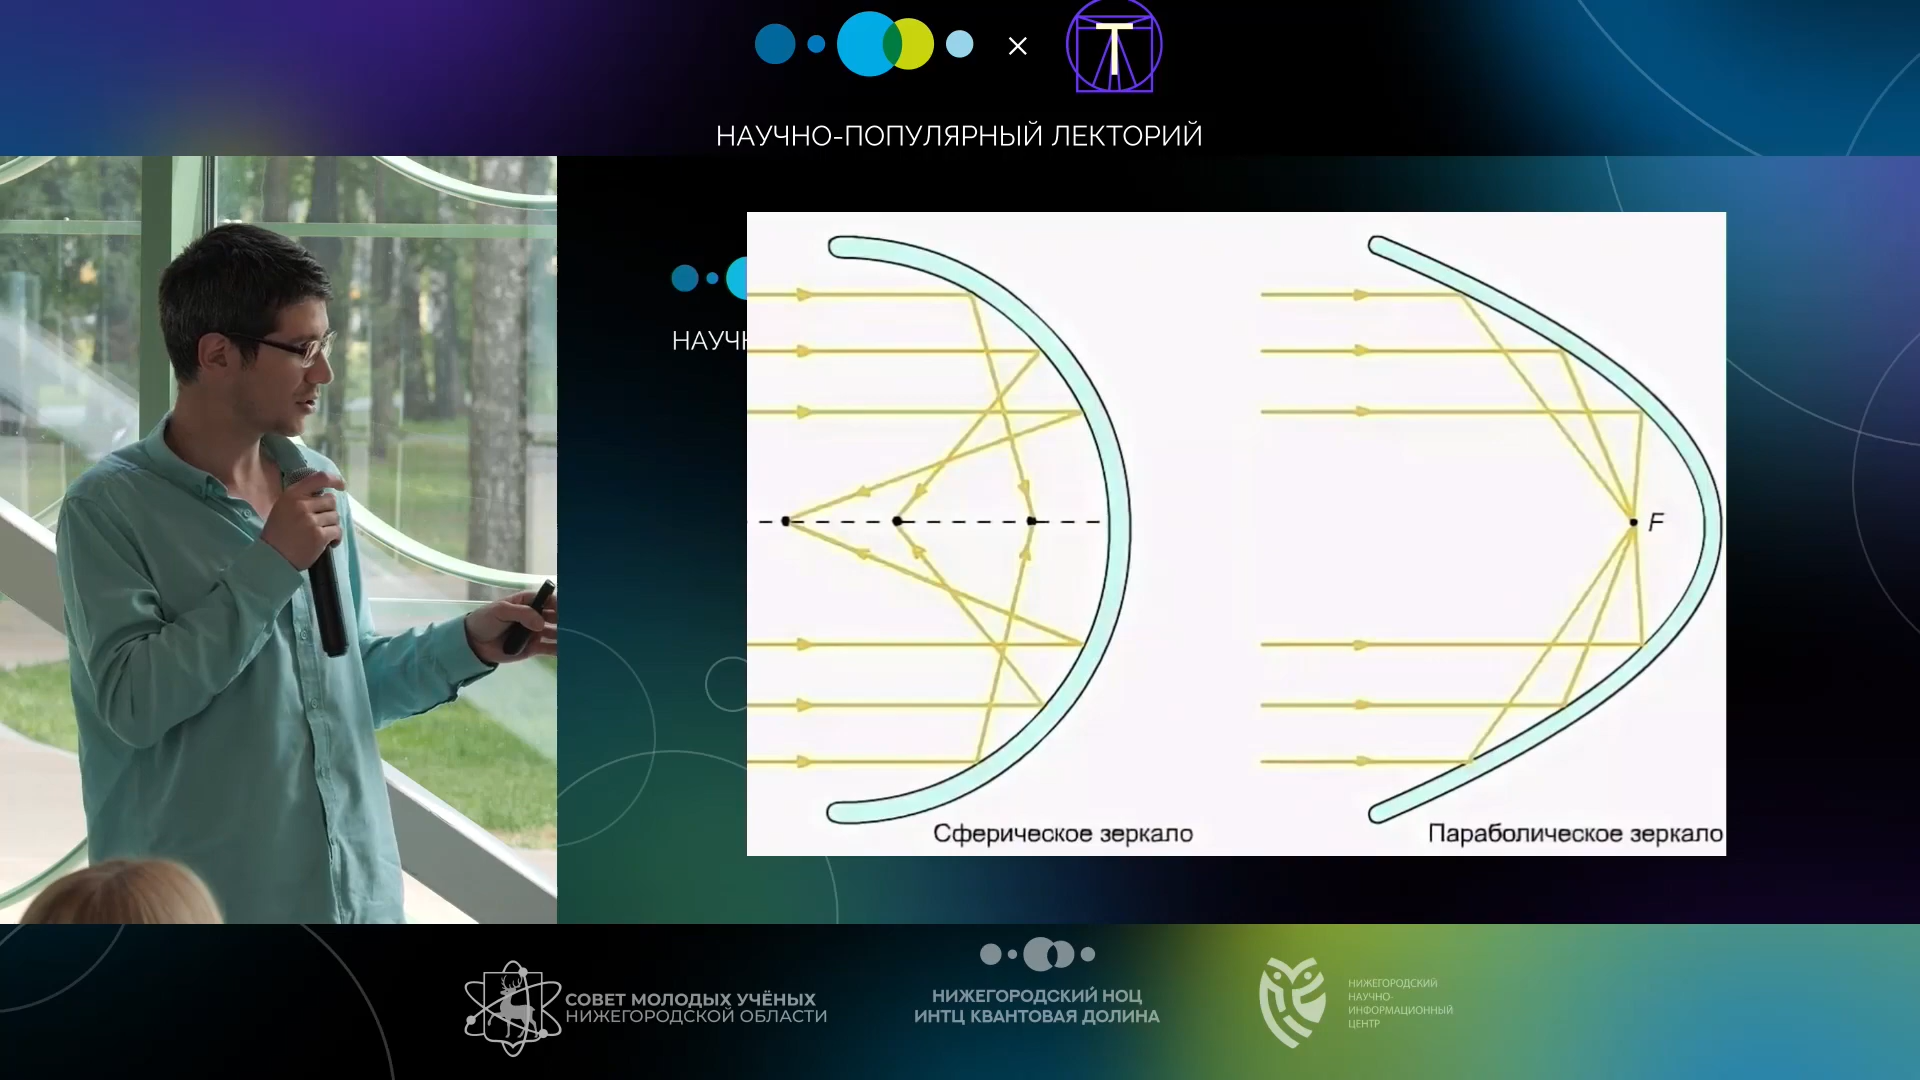 T
×
НАУЧНО-ПОПУЛЯРНЫЙ ЛЕКТОРИЙ
НАУЧ
F
Сферическое зеркало
Параболическое зеркало
СОВЕТ МОЛОДЫХ УЧЁНЫХ
НИЖЕГОРОДСКОЙ ОБЛАСТИ
НИЖЕГОРОДСКИЙ НОЦ
ИНТЦ КВАНТОВАЯ ДОЛИНА
НИЖЕГОРОДСКИЙ
НАУЧНО-
ИНФОРМАЦИОННЫЙ
ЦЕНТР